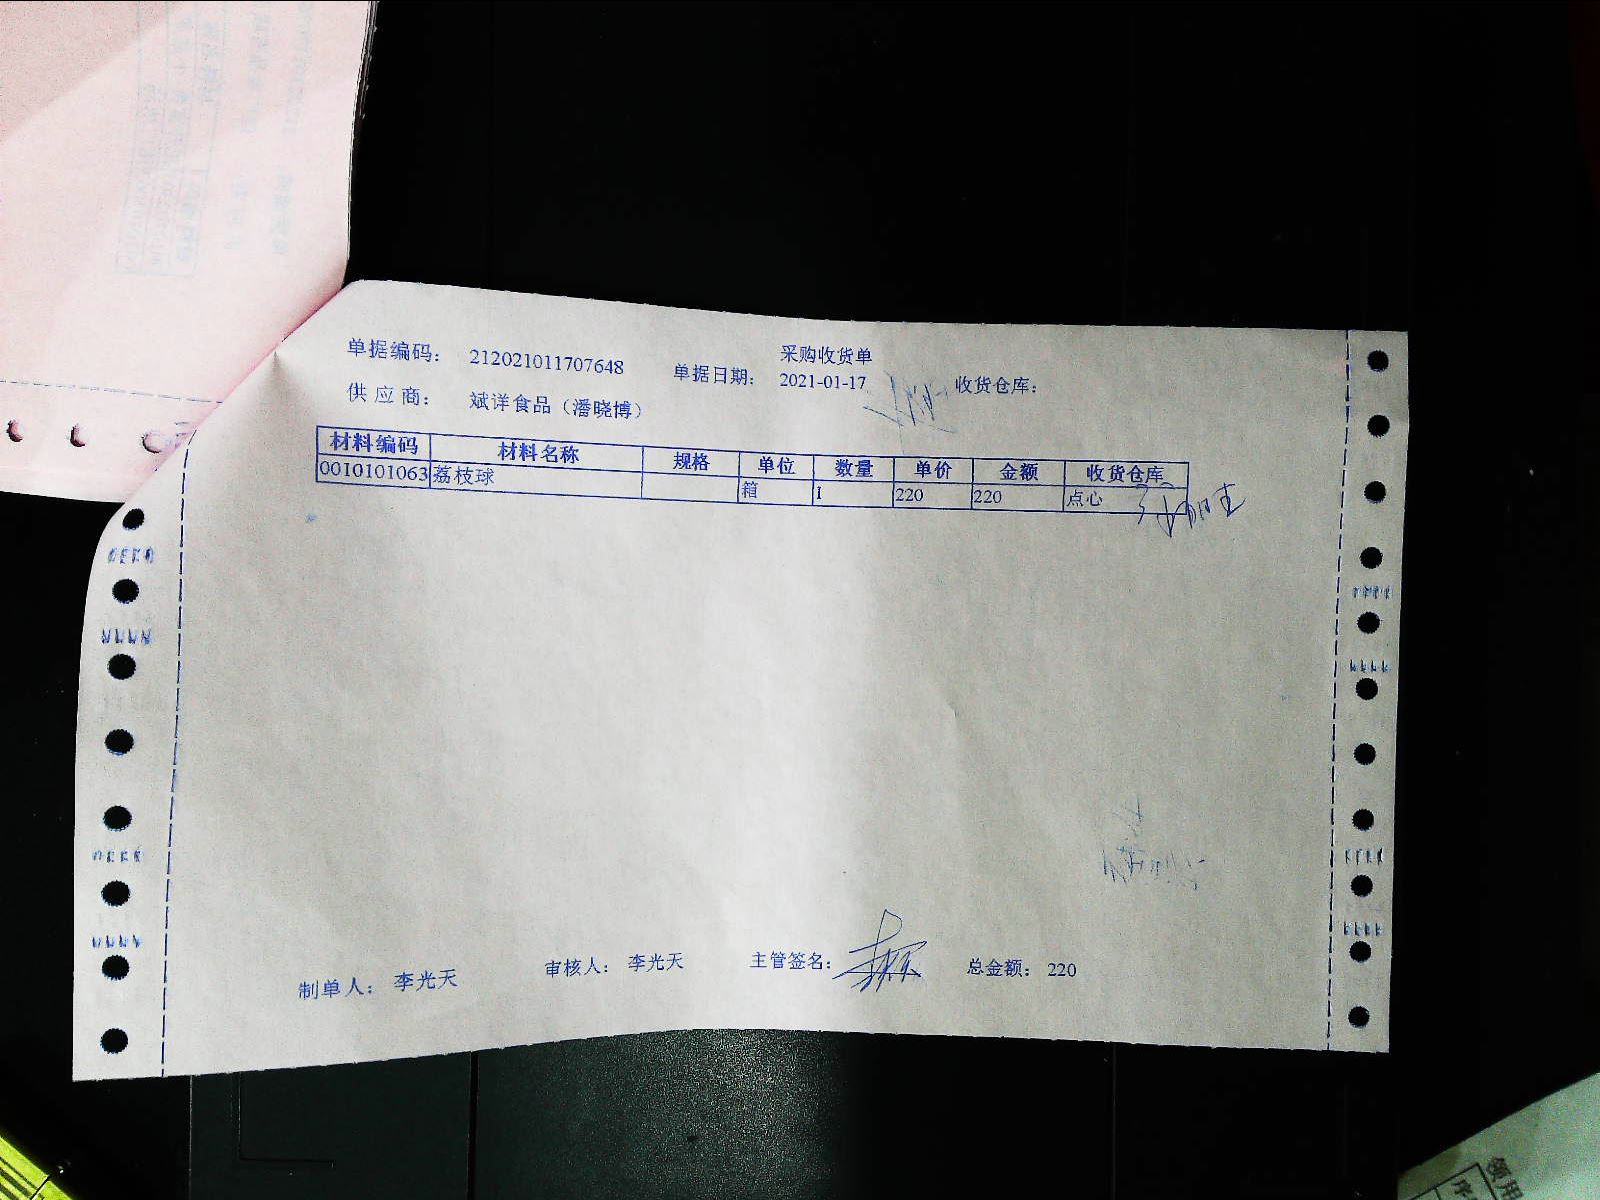 采购收货单
单据编码： 212021011707648 单据日期： 2021-01-17 收货仓库：
供应商： 斌详食品（潘晓博）
材料编码 材料名称 规格 单位 数量 单价 金额 收货仓库
0010101063 荔枝球 箱 1 220 220 点心
制单人： 李光天 审核人： 李光天 主管签名： 总金额： 220